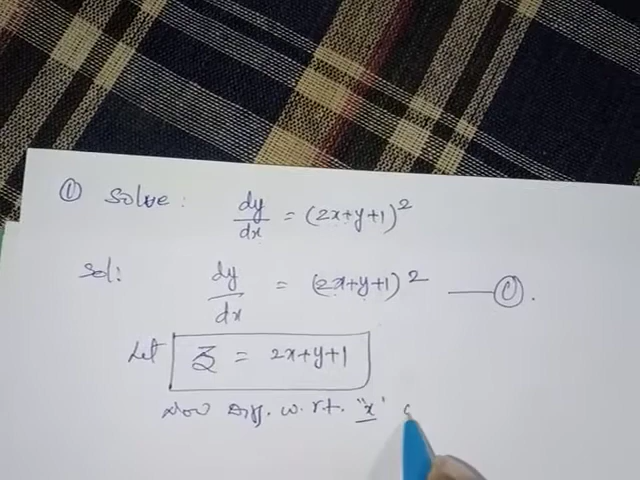 ① Solve: dy/dx = (2x+y+1)²
Sol: dy/dx = (2x+y+1)² —①.
Let z = 2x+y+1
Now Diff. w.r.t. "x"